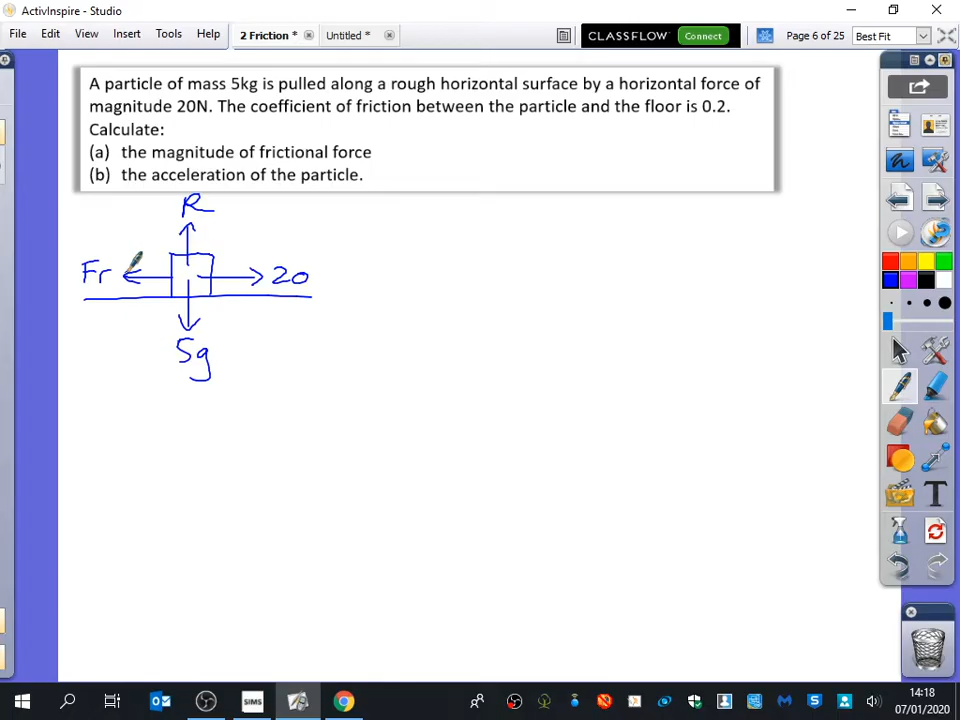 ActivInspire - Studio
File Edit View Insert Tools Help 2 Friction * Untitled * CLASSFLOW Connect Page 6 of 25 Best Fit
A particle of mass 5kg is pulled along a rough horizontal surface by a horizontal force of
magnitude 20N. The coefficient of friction between the particle and the floor is 0.2.
Calculate:
(a) the magnitude of frictional force
(b) the acceleration of the particle.
R
Fr 20
5g
T
SIMS
14:18
07/01/2020